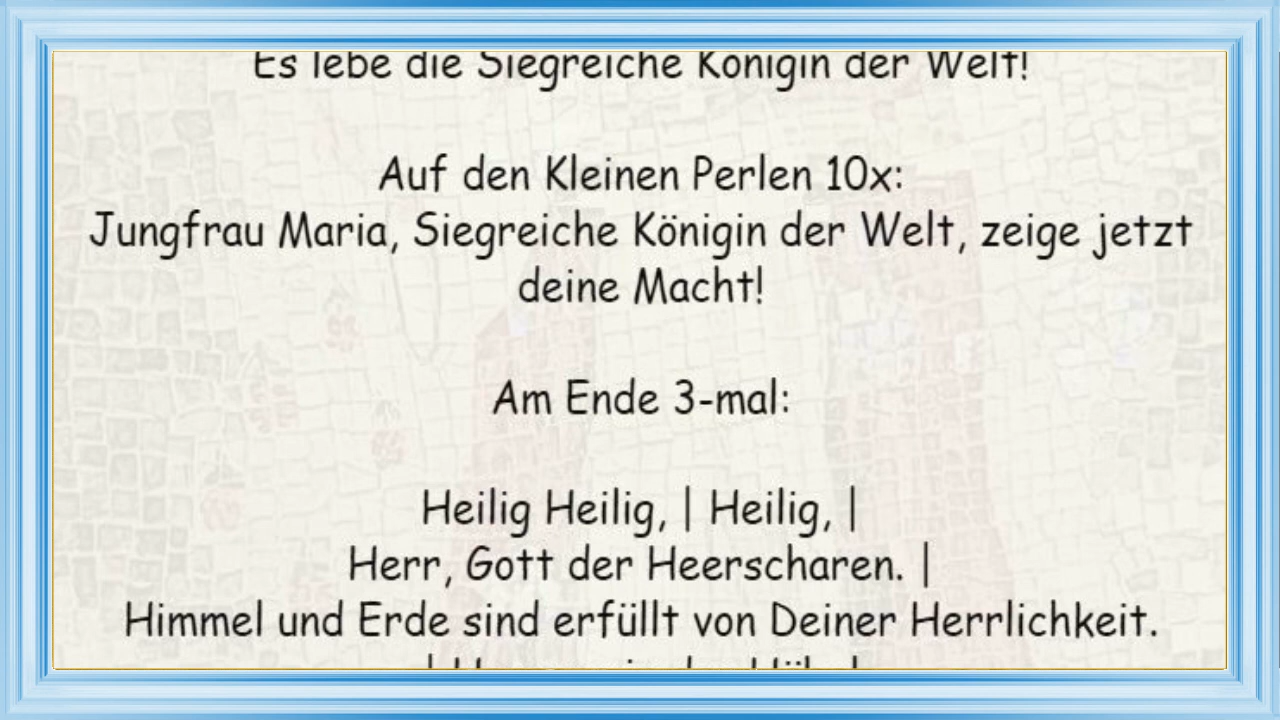 Es lebe die Siegreiche Königin der Welt!
Auf den Kleinen Perlen 10x:
Jungfrau Maria, Siegreiche Königin der Welt, zeige jetzt
deine Macht!
Am Ende 3-mal:
Heilig Heilig, | Heilig, |
Herr, Gott der Heerscharen. |
Himmel und Erde sind erfüllt von Deiner Herrlichkeit.